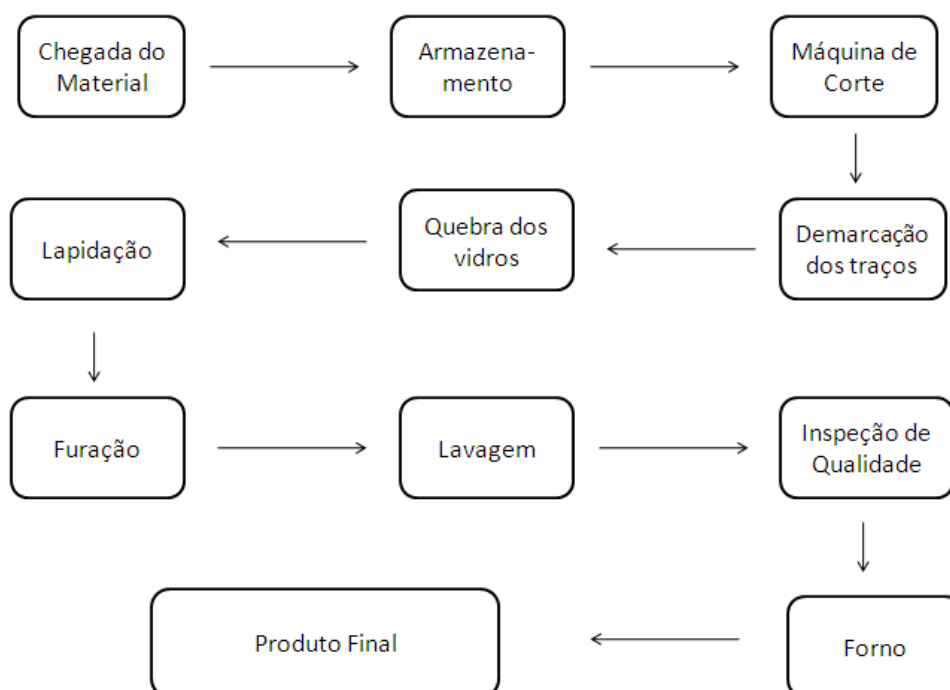 Chegada do
Material
Armazena-
mento
Máquina de
Corte
Demarcação
dos traços
Quebra dos
vidros
Lapidação
Furação
Lavagem
Inspeção de
Qualidade
Forno
Produto Final